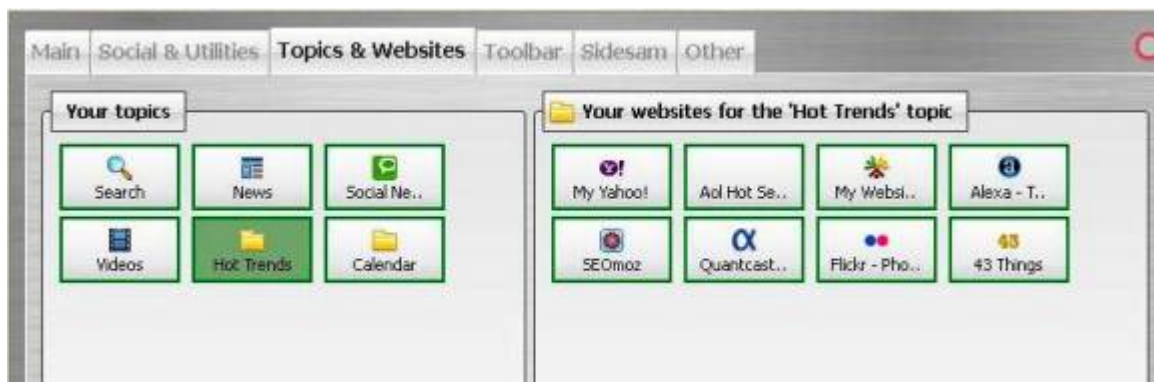 Main Social & Utilities Topics & Websites Toolbar Sidesam Other
Your topics
Search News Social Ne..
Videos Hot Trends Calendar
Your websites for the 'Hot Trends' topic
My Yahoo! Aol Hot Se.. My Websi.. Alexa - T..
SEOmoz Quantcast.. Flickr - Pho.. 43 Things